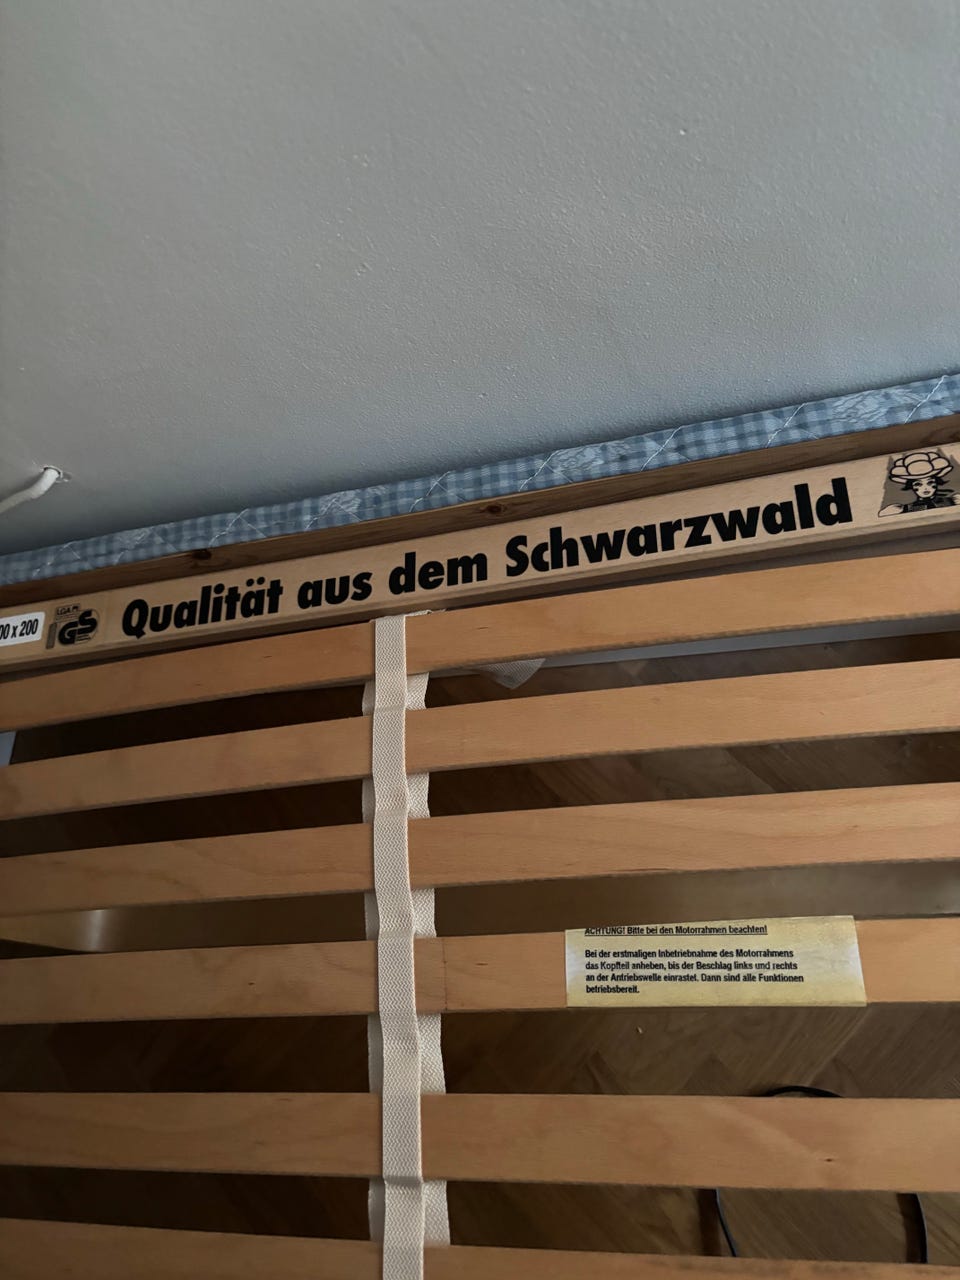 Qualität aus dem Schwarzwald
00 x 200
LGA
GS
ACHTUNG! Bitte bei den Motorrahmen beachten!
Bei der erstmaligen Inbetriebnahme des Motorrahmens
das Kopfteil anheben, bis der Beschlag links und rechts
an der Antriebswelle einrastet. Dann sind alle Funktionen
betriebsbereit.